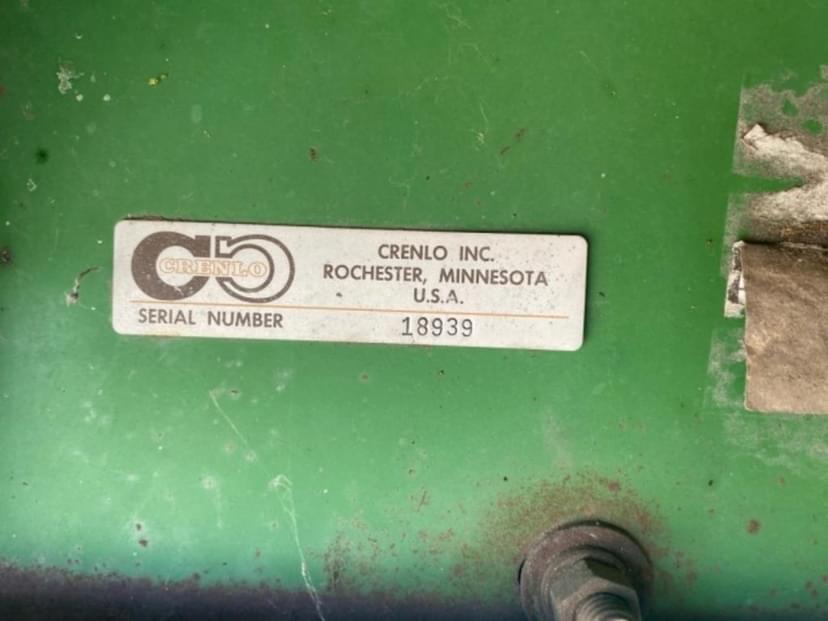 CRENLO
CRENLO INC.
ROCHESTER, MINNESOTA
U.S.A.
SERIAL NUMBER 18939